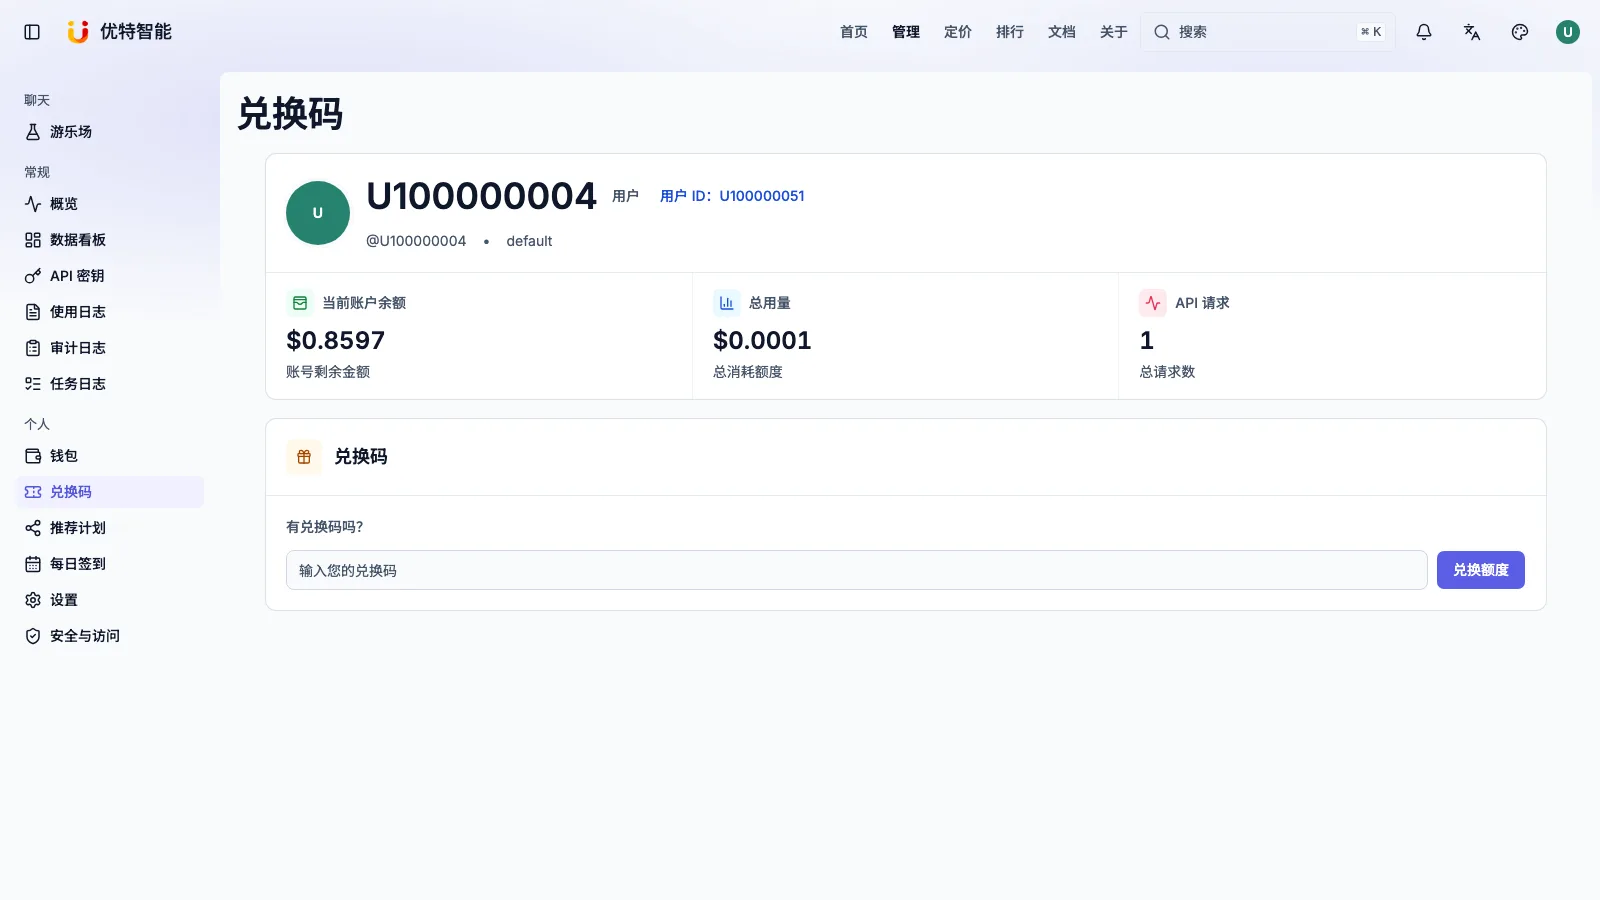 优特智能
首页 管理 定价 排行 文档 关于 搜索 ⌘ K U
聊天
游乐场
常规
概览
数据看板
API 密钥
使用日志
审计日志
任务日志
个人
钱包
兑换码
推荐计划
每日签到
设置
安全与访问
兑换码
U
U100000004 用户 用户 ID：U100000051
@U100000004 • default
当前账户余额
$0.8597
账号剩余金额
总用量
$0.0001
总消耗额度
API 请求
1
总请求数
兑换码
有兑换码吗？
输入您的兑换码 兑换额度